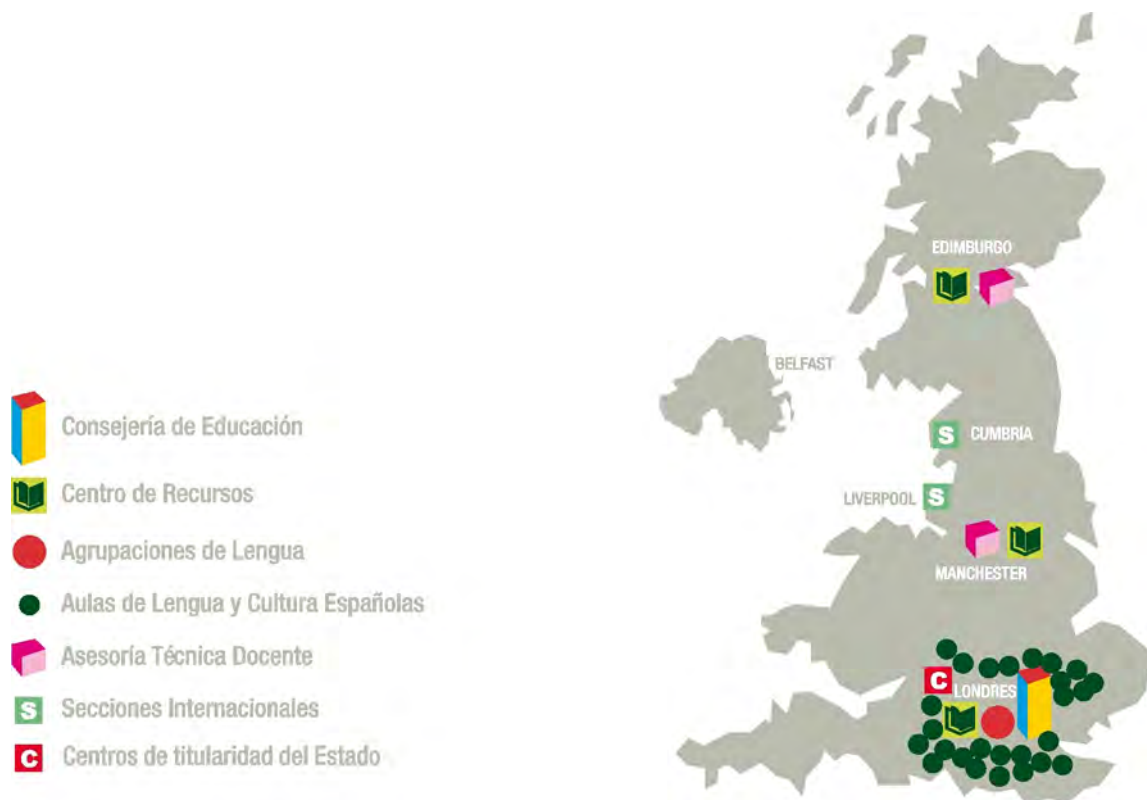 EDIMBURGO
BELFAST
Consejería de Educación
S CUMBRIA
Centro de Recursos
LIVERPOOL S
Agrupaciones de Lengua
MANCHESTER
Aulas de Lengua y Cultura Españolas
Asesoría Técnica Docente
C LONDRES
S Secciones Internacionales
C Centros de titularidad del Estado